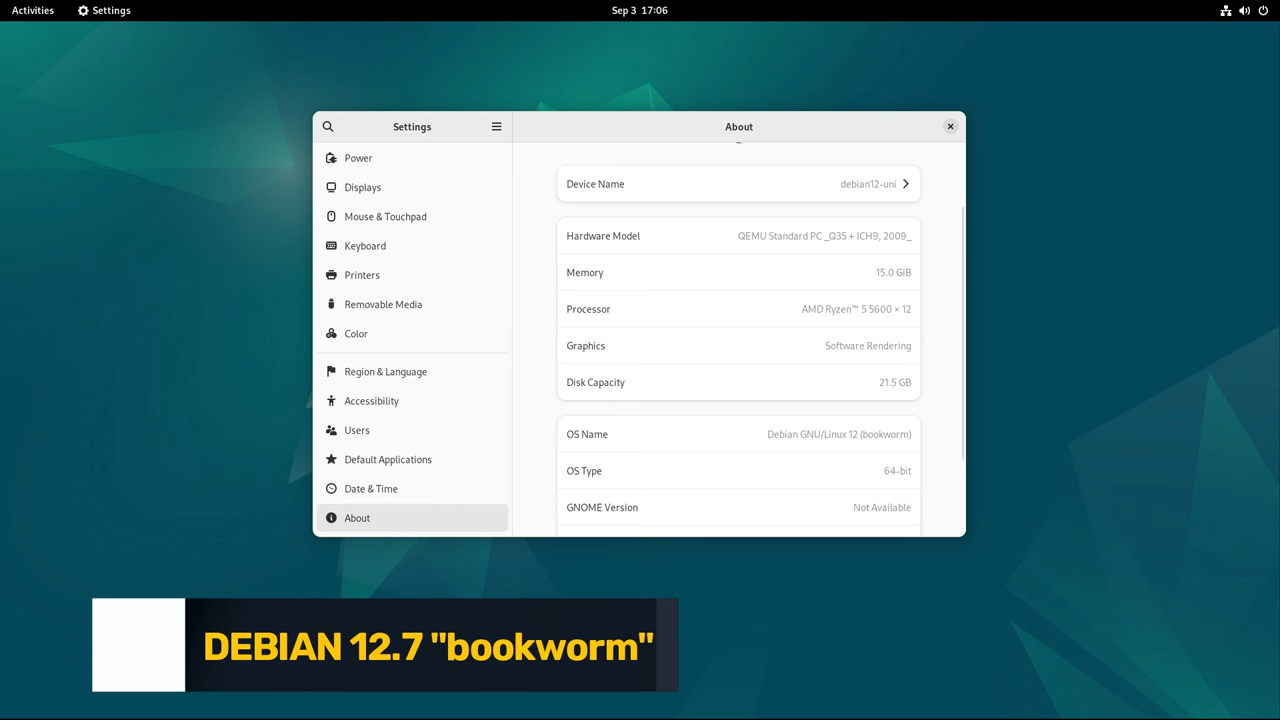 Activities
Settings
Sep 3 17:06
Settings
About
Power
Displays
Mouse & Touchpad
Keyboard
Printers
Removable Media
Color
Region & Language
Accessibility
Users
Default Applications
Date & Time
About
Device Name debian12-uni
Hardware Model QEMU Standard PC _Q35 + ICH9, 2009_
Memory 15.0 GiB
Processor AMD Ryzen™ 5 5600 × 12
Graphics Software Rendering
Disk Capacity 21.5 GB
OS Name Debian GNU/Linux 12 (bookworm)
OS Type 64-bit
GNOME Version Not Available
DEBIAN 12.7 "bookworm"